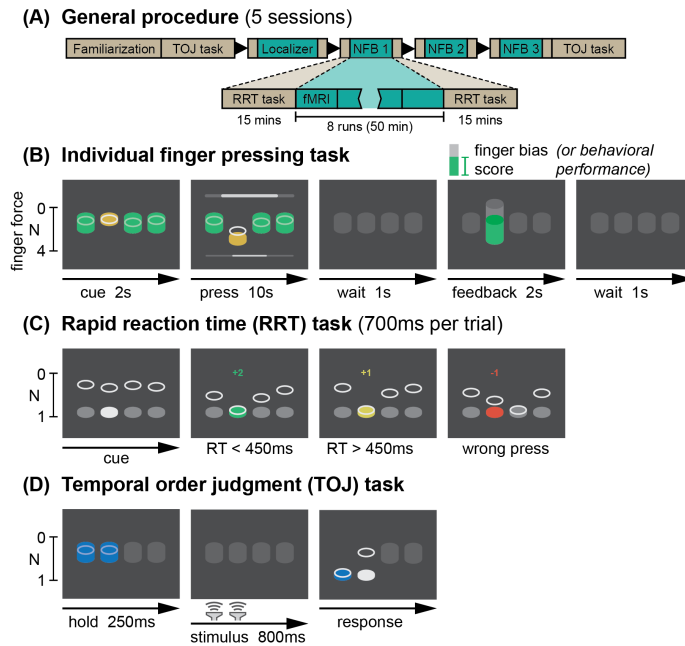 (A) General procedure (5 sessions)
Familiarization TOJ task Localizer NFB 1 NFB 2 NFB 3 TOJ task
RRT task fMRI RRT task
15 mins 8 runs (50 min) 15 mins
(B) Individual finger pressing task
finger bias (or behavioral
score performance)
finger force
0
N
4
cue 2s press 10s wait 1s feedback 2s wait 1s
(C) Rapid reaction time (RRT) task (700ms per trial)
0
N
1
+2 +1 -1
cue RT < 450ms RT > 450ms wrong press
(D) Temporal order judgment (TOJ) task
0
N
1
hold 250ms stimulus 800ms response